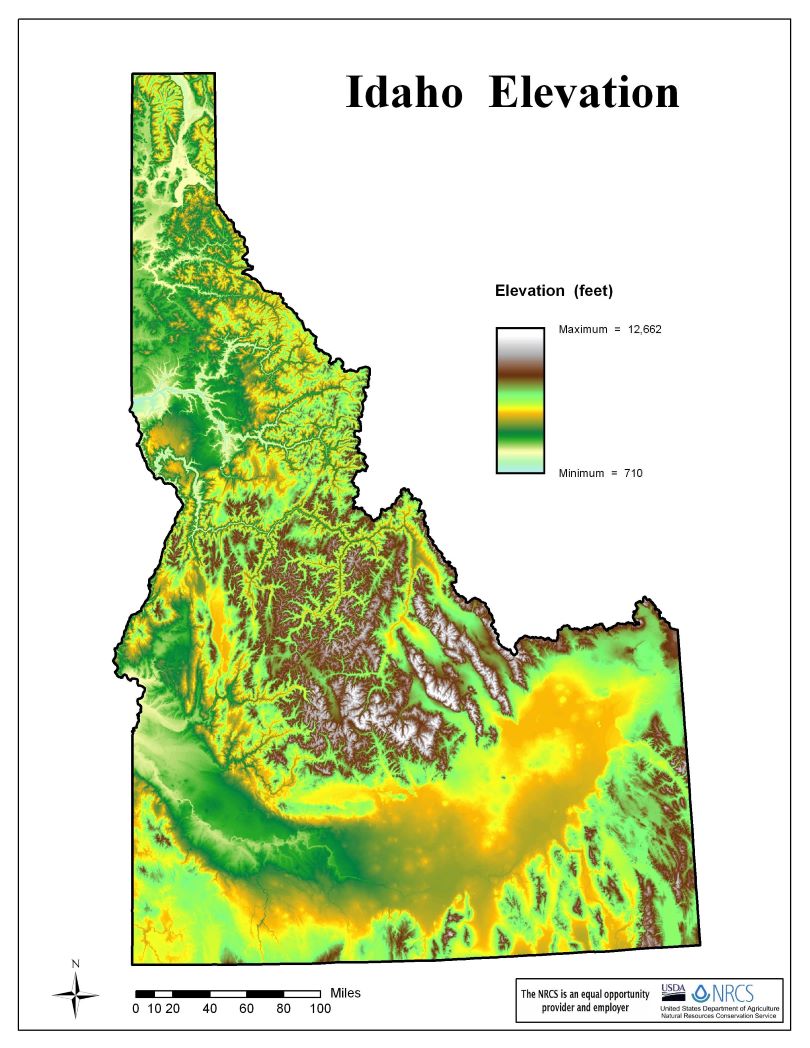 Idaho Elevation
Elevation (feet)
Maximum = 12,662
Minimum = 710
N
Miles
0 10 20 40 60 80 100
The NRCS is an equal opportunity
provider and employer
USDA NRCS
United States Department of Agriculture
Natural Resources Conservation Service